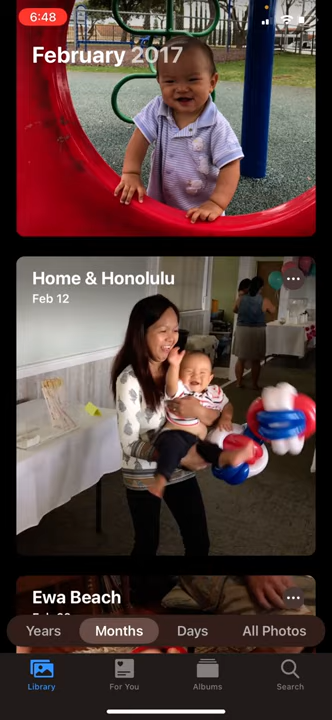 6:48
February 2017
Home & Honolulu
Feb 12
Ewa Beach
Years
Months
Days
All Photos
Library
For You
Albums
Search